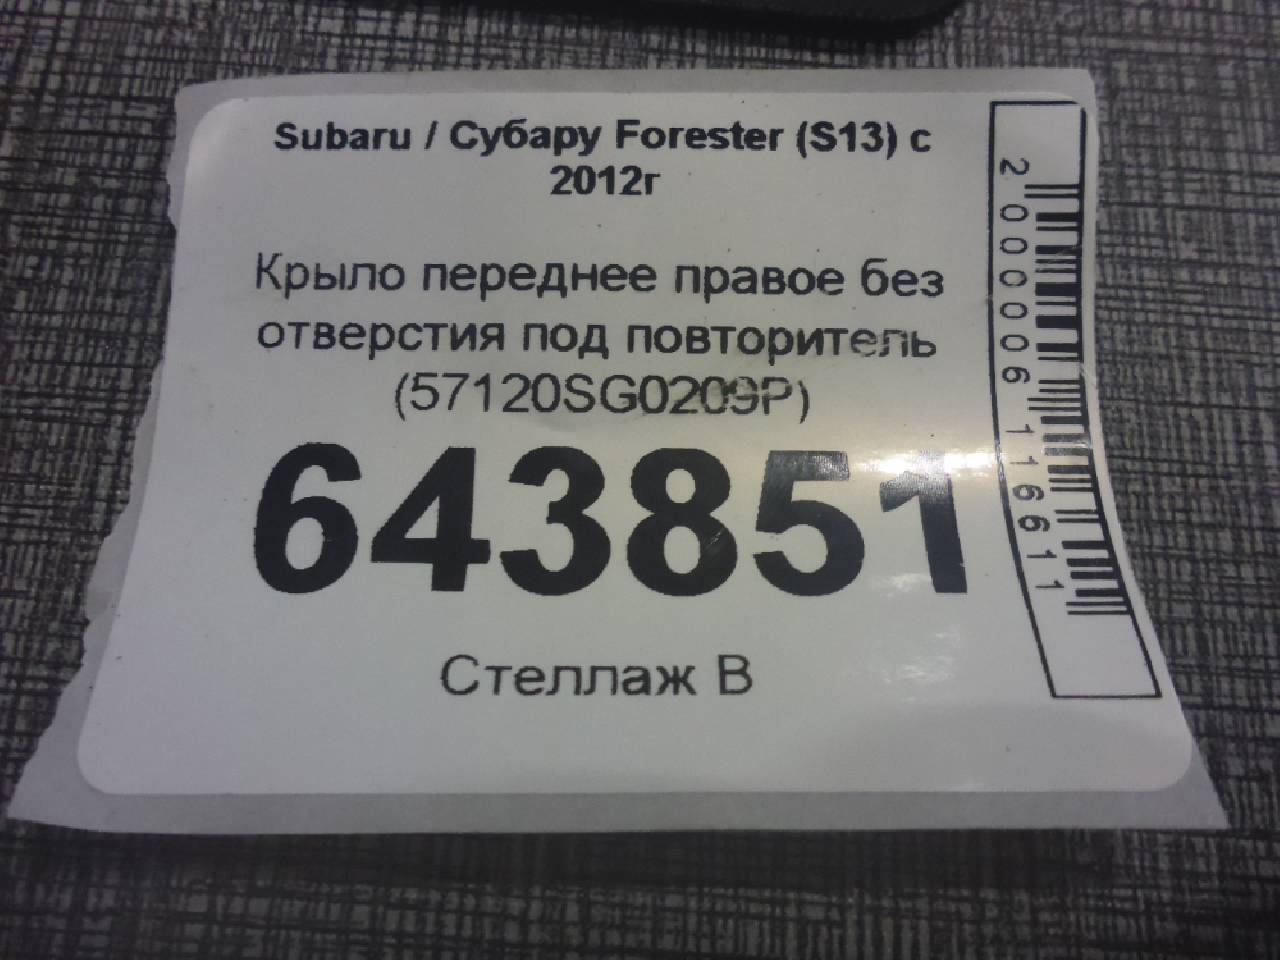 Subaru / Субару Forester (S13) с
2012г
Крыло переднее правое без
отверстия под повторитель
(57120SG0209P)
643851
Стеллаж В
2000006116611